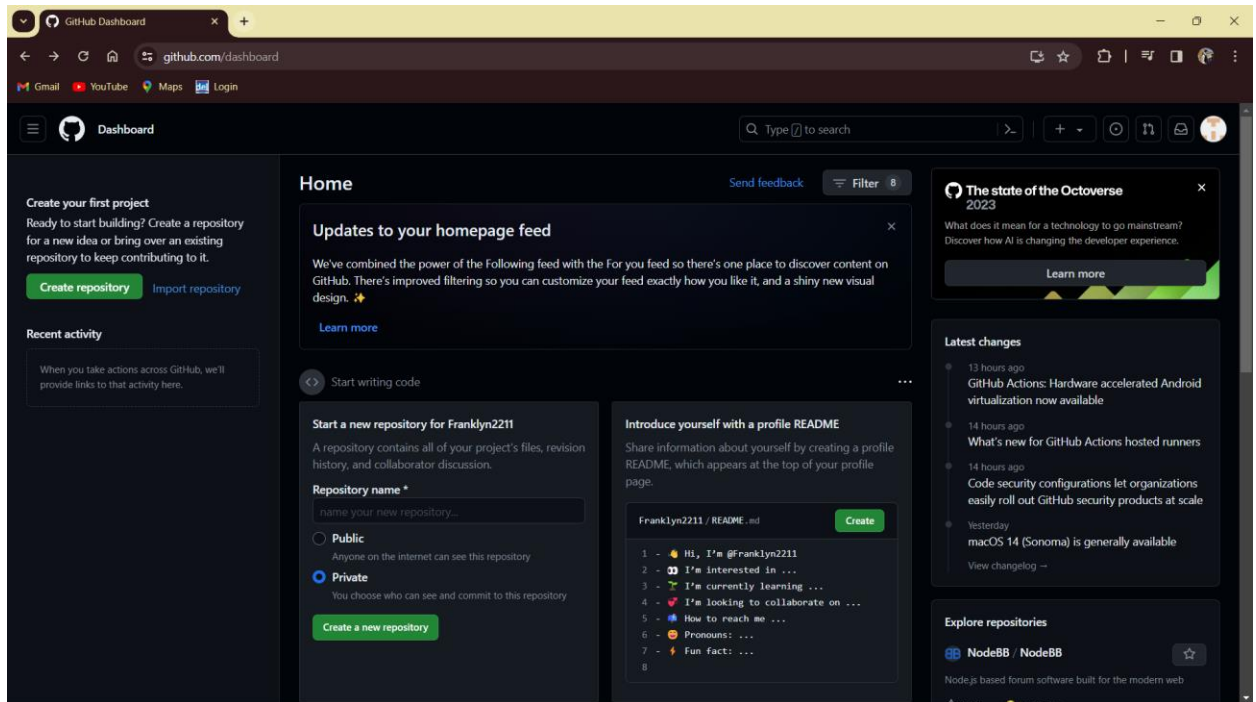 GitHub Dashboard
github.com/dashboard
Gmail
YouTube
Maps
Login
Dashboard
Type / to search
Create your first project
Ready to start building? Create a repository
for a new idea or bring over an existing
repository to keep contributing to it.
Create repository
Import repository
Recent activity
When you take actions across GitHub, we'll
provide links to that activity here.
Home
Send feedback
Filter 8
Updates to your homepage feed
We've combined the power of the Following feed with the For you feed so there's one place to discover content on
GitHub. There's improved filtering so you can customize your feed exactly how you like it, and a shiny new visual
design. ✨
Learn more
Start writing code
Start a new repository for Franklyn2211
A repository contains all of your project's files, revision
history, and collaborator discussion.
Repository name *
name your new repository...
Public
Anyone on the internet can see this repository
Private
You choose who can see and commit to this repository
Create a new repository
Introduce yourself with a profile README
Share information about yourself by creating a profile
README, which appears at the top of your profile
page.
Franklyn2211 / README.md
Create
1 - 👋 Hi, I'm @Franklyn2211
2 - 👀 I'm interested in ...
3 - 🌱 I'm currently learning ...
4 - 💞️ I'm looking to collaborate on ...
5 - 📫 How to reach me ...
6 - 😄 Pronouns: ...
7 - ⚡ Fun fact: ...
8
The state of the Octoverse
2023
What does it mean for a technology to go mainstream?
Discover how AI is changing the developer experience.
Learn more
Latest changes
13 hours ago
GitHub Actions: Hardware accelerated Android
virtualization now available
14 hours ago
What's new for GitHub Actions hosted runners
14 hours ago
Code security configurations let organizations
easily roll out GitHub security products at scale
Yesterday
macOS 14 (Sonoma) is generally available
View changelog →
Explore repositories
NodeBB / NodeBB
Node.js based forum software built for the modern web